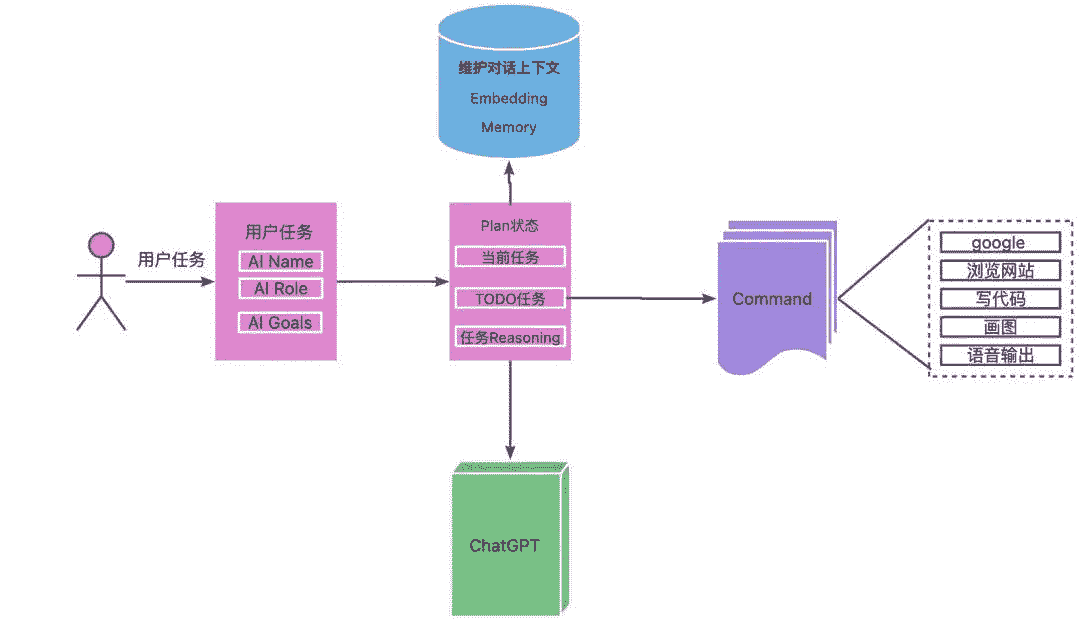 维护对话上下文
Embedding
Memory
用户任务
用户任务
AI Name
AI Role
AI Goals
Plan状态
当前任务
TODO任务
任务Reasoning
Command
google
浏览网站
写代码
画图
语音输出
ChatGPT